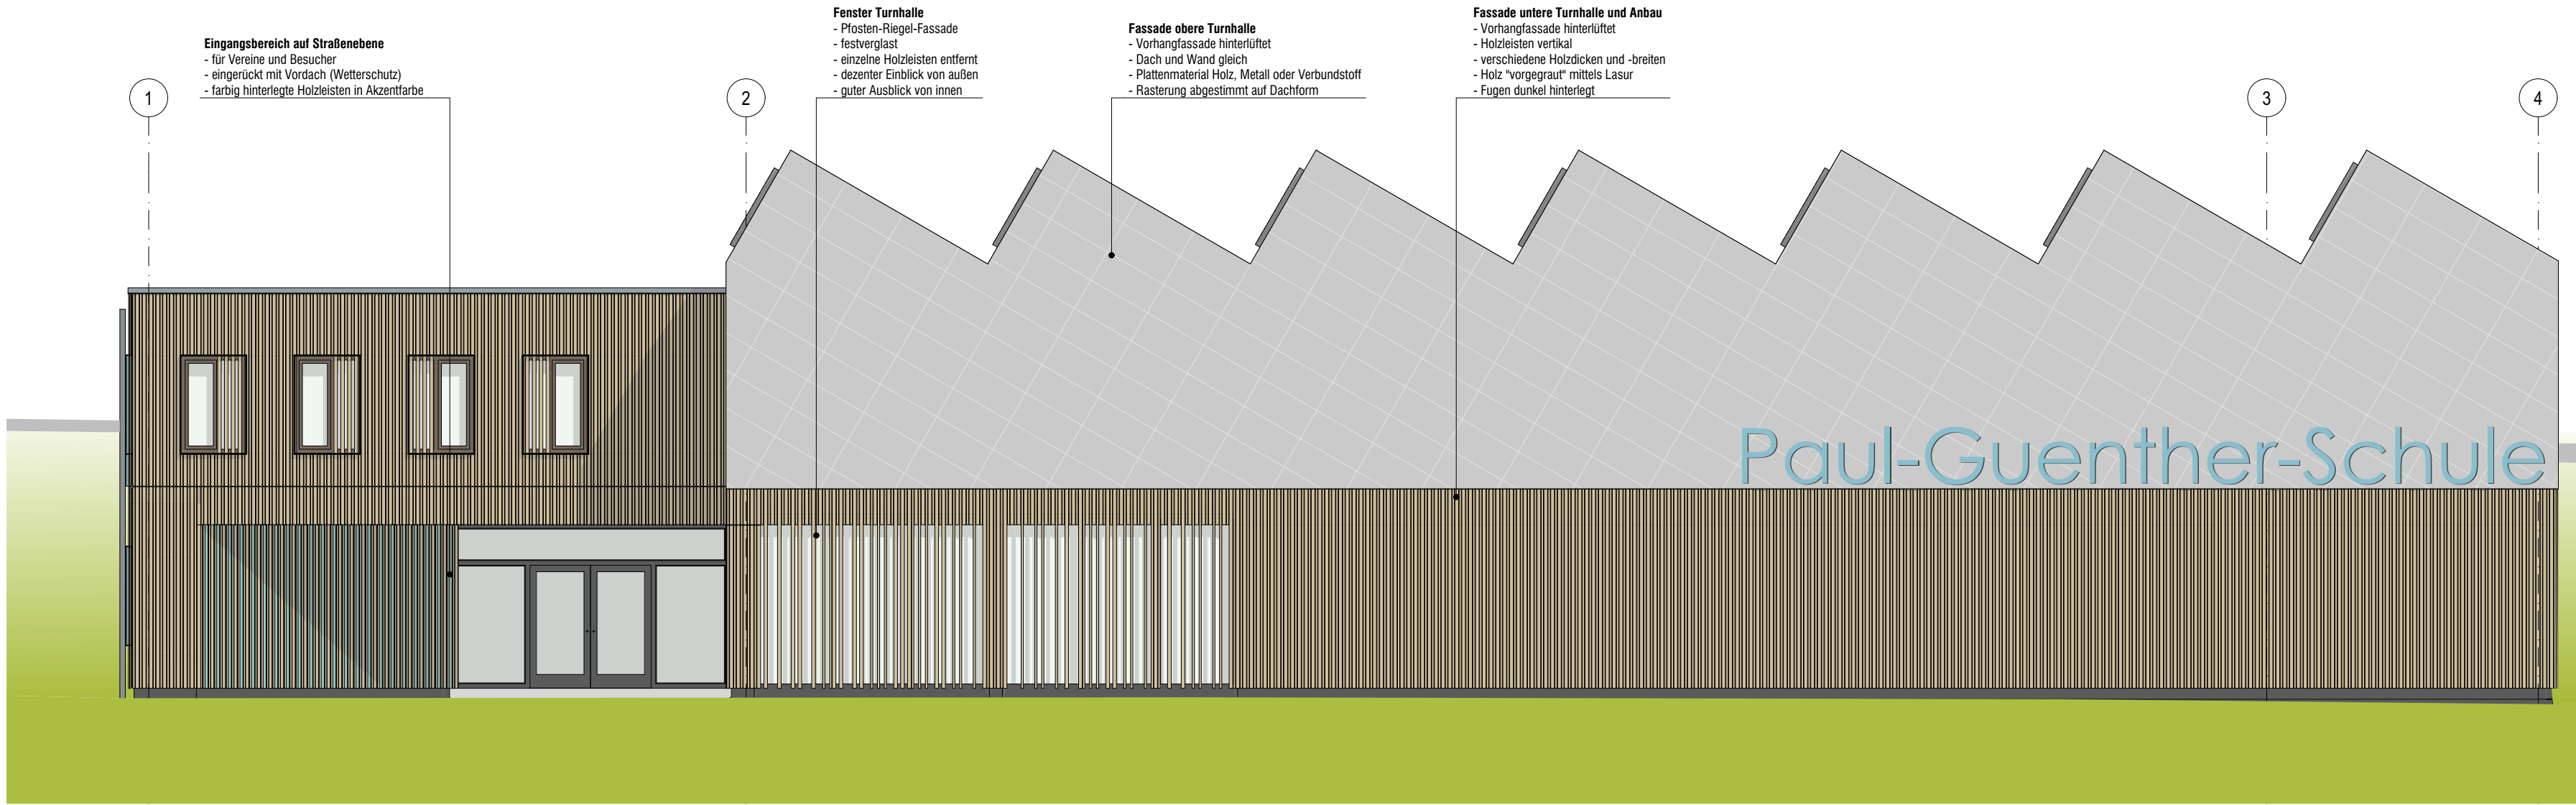 Eingangsbereich auf Straßenebene
- für Vereine und Besucher
- eingerückt mit Vordach (Wetterschutz)
- farbig hinterlegte Holzleisten in Akzentfarbe
Fenster Turnhalle
- Pfosten-Riegel-Fassade
- festverglast
- einzelne Holzleisten entfernt
- dezenter Einblick von außen
- guter Ausblick von innen
Fassade obere Turnhalle
- Vorhangfassade hinterlüftet
- Dach und Wand gleich
- Plattenmaterial Holz, Metall oder Verbundstoff
- Rasterung abgestimmt auf Dachform
Fassade untere Turnhalle und Anbau
- Vorhangfassade hinterlüftet
- Holzleisten vertikal
- verschiedene Holzdicken und -breiten
- Holz "vorgegraut" mittels Lasur
- Fugen dunkel hinterlegt
1
2
3
4
Paul-Guenther-Schule